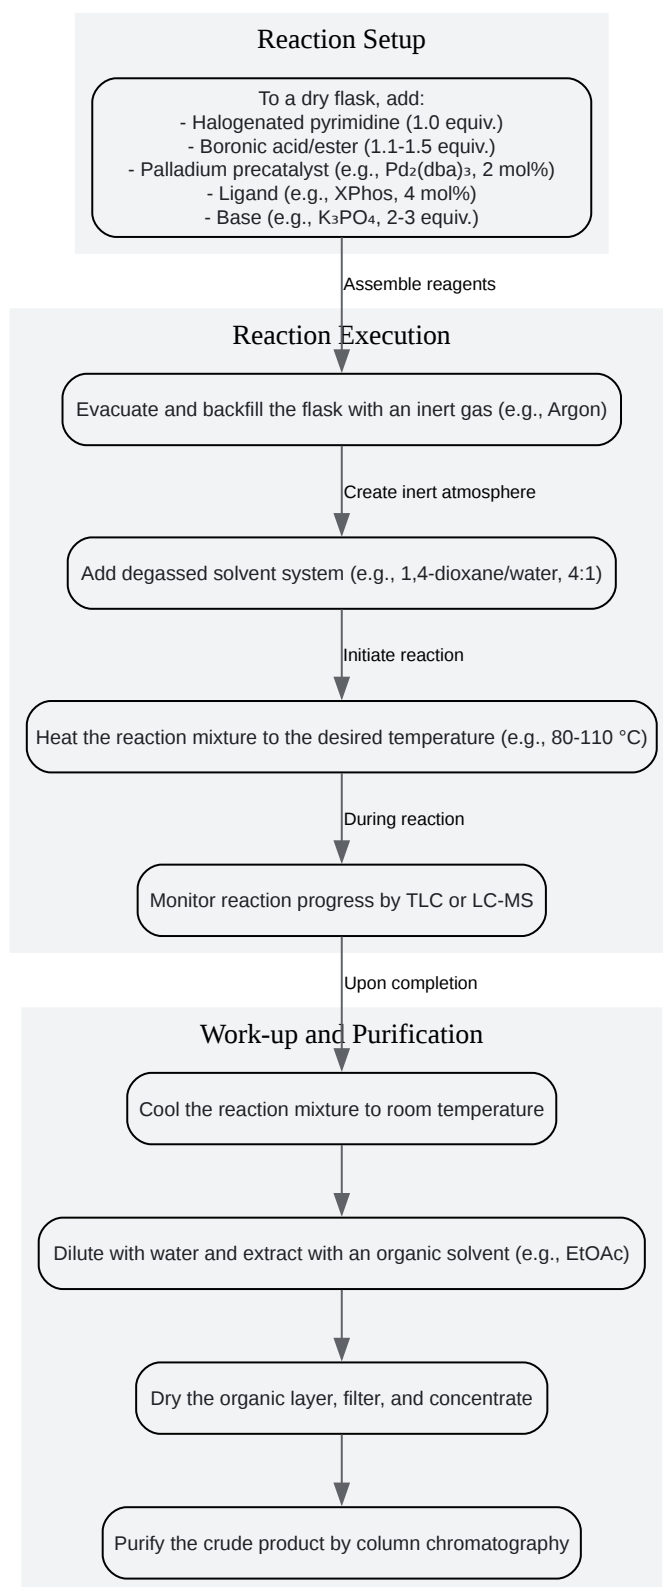 Reaction Setup
To a dry flask, add:
- Halogenated pyrimidine (1.0 equiv.)
- Boronic acid/ester (1.1-1.5 equiv.)
- Palladium precatalyst (e.g., Pd₂(dba)₃, 2 mol%)
- Ligand (e.g., XPhos, 4 mol%)
- Base (e.g., K₃PO₄, 2-3 equiv.)
Assemble reagents
Reaction Execution
Evacuate and backfill the flask with an inert gas (e.g., Argon)
Create inert atmosphere
Add degassed solvent system (e.g., 1,4-dioxane/water, 4:1)
Initiate reaction
Heat the reaction mixture to the desired temperature (e.g., 80-110 °C)
During reaction
Monitor reaction progress by TLC or LC-MS
Upon completion
Work-up and Purification
Cool the reaction mixture to room temperature
Dilute with water and extract with an organic solvent (e.g., EtOAc)
Dry the organic layer, filter, and concentrate
Purify the crude product by column chromatography